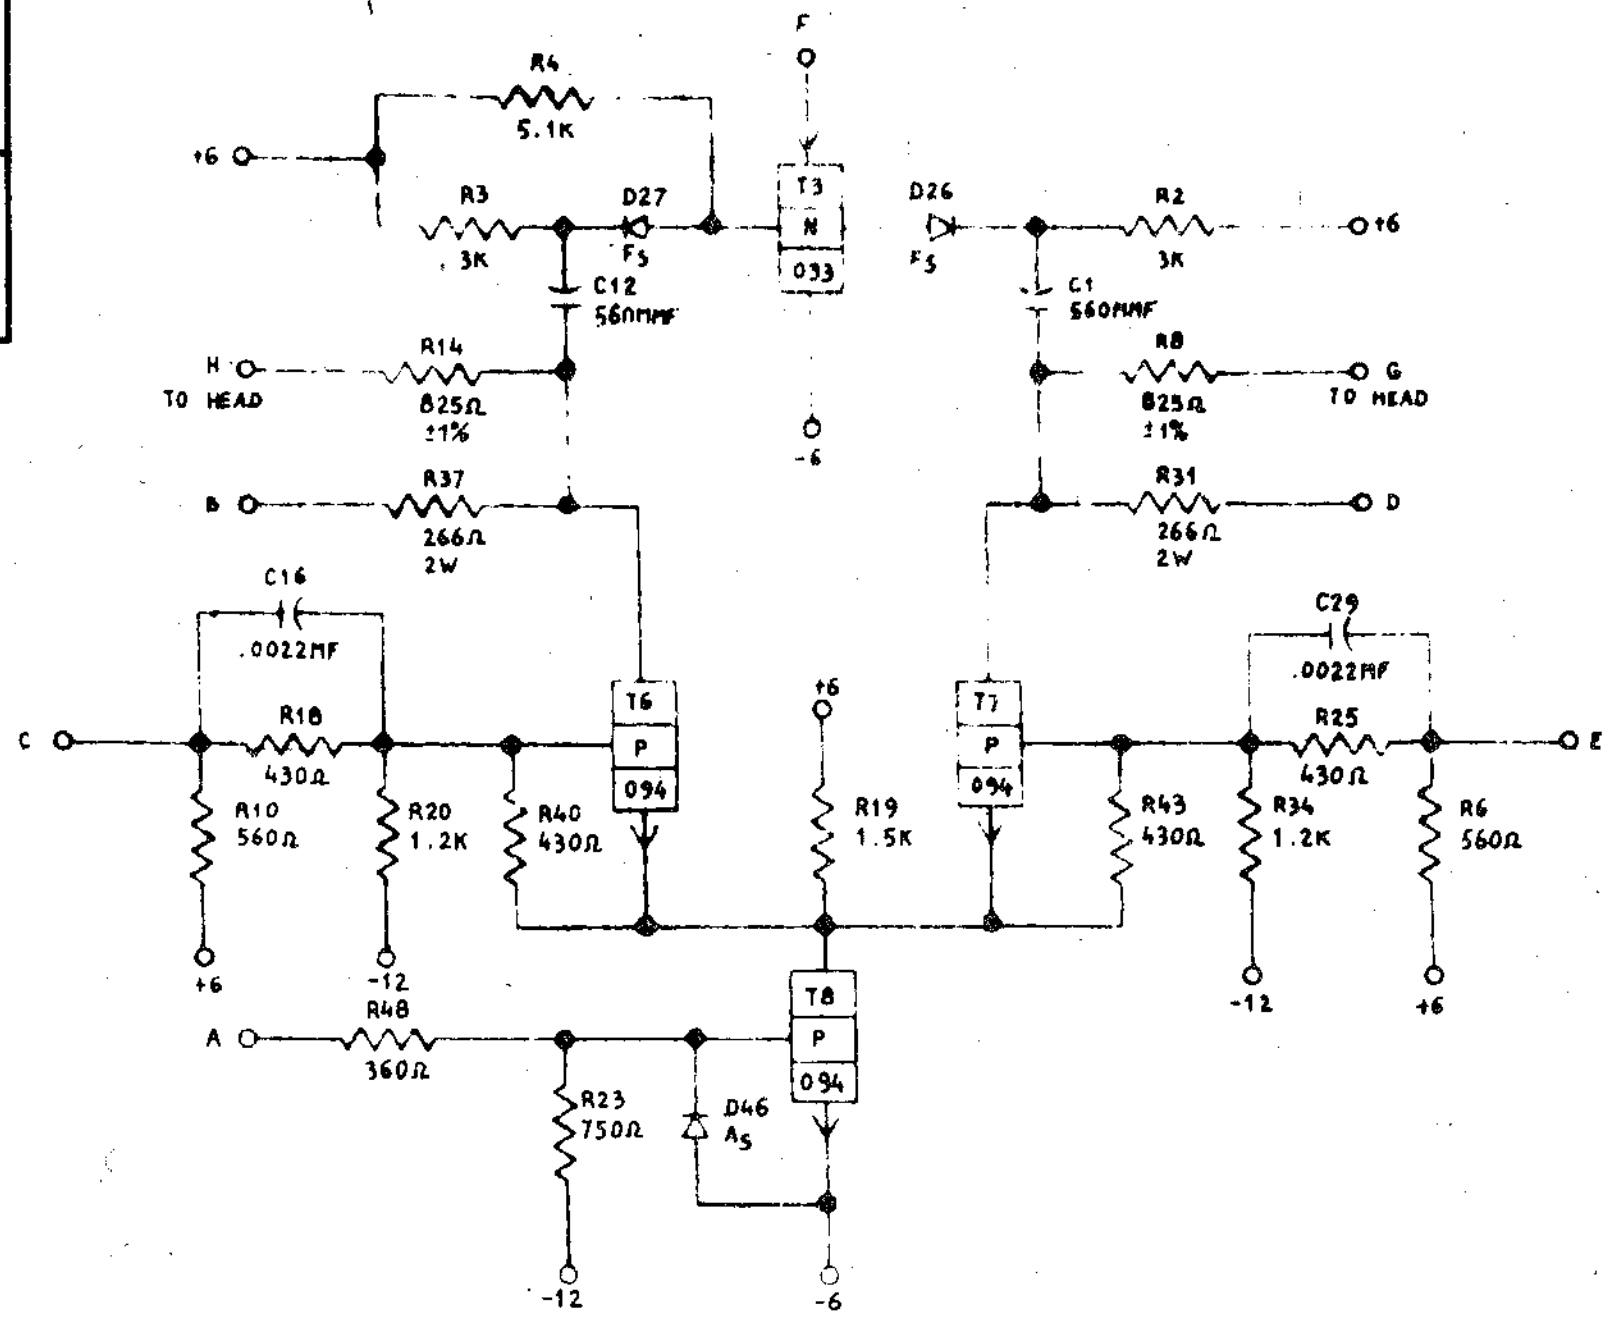 F
R4
5.1K
+6
R3
3K
D27
FS
T3
N
033
D26
FS
R2
3K
+6
C12
560MMF
C1
560MMF
H
TO HEAD
R14
825Ω
±1%
-6
R8
825Ω
±1%
G
TO HEAD
B
R37
266Ω
2W
R31
266Ω
2W
D
C16
.0022MF
C29
.0022MF
C
R18
430Ω
T6
P
094
+6
T7
P
094
R25
430Ω
E
R10
560Ω
R20
1.2K
R40
430Ω
R19
1.5K
R43
430Ω
R34
1.2K
R6
560Ω
+6
-12
-12
+6
A
R48
360Ω
T8
P
094
R23
750Ω
D46
AS
-12
-6